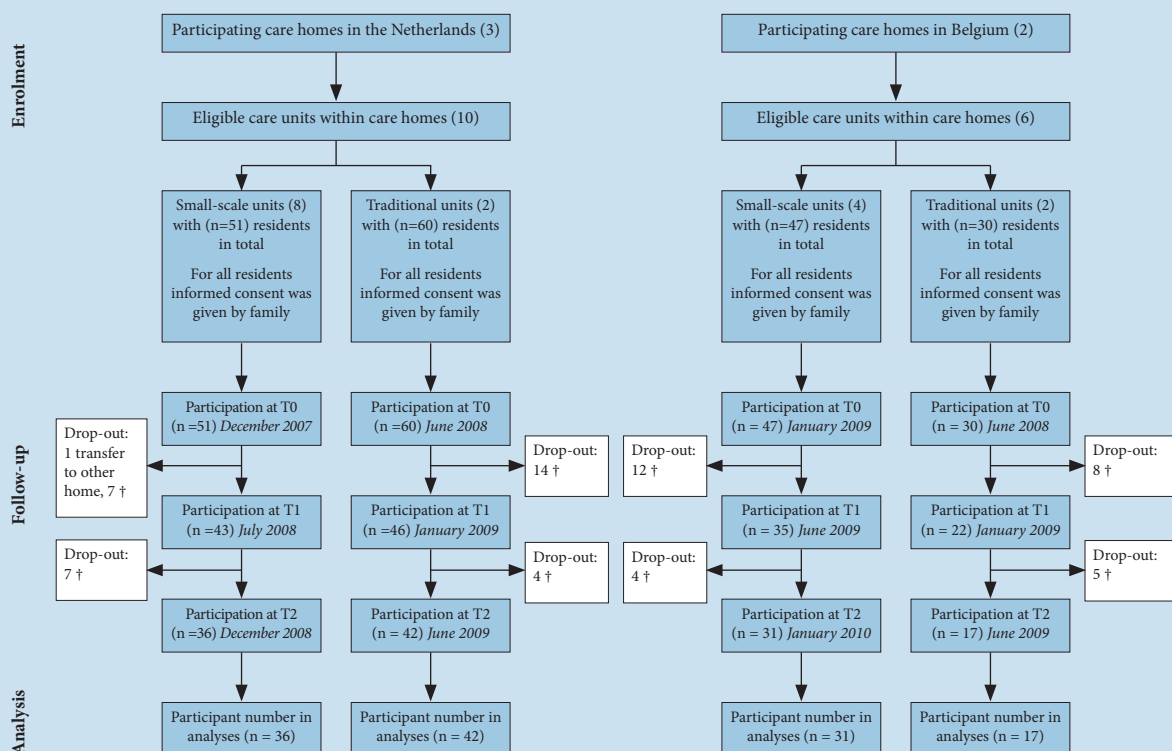 Enrolment
Participating care homes in the Netherlands (3)
Participating care homes in Belgium (2)
Eligible care units within care homes (10)
Eligible care units within care homes (6)
Small-scale units (8)
with (n=51) residents
in total
For all residents
informed consent was
given by family
Traditional units (2)
with (n=60) residents
in total
For all residents
informed consent was
given by family
Small-scale units (4)
with (n=47) residents
in total
For all residents
informed consent was
given by family
Traditional units (2)
with (n=30) residents
in total
For all residents
informed consent was
given by family
Follow-up
Participation at T0
(n =51) December 2007
Participation at T0
(n =60) June 2008
Participation at T0
(n = 47) January 2009
Participation at T0
(n = 30) June 2008
Drop-out:
1 transfer
to other
home, 7 †
Drop-out:
14 †
Drop-out:
12 †
Drop-out:
8 †
Participation at T1
(n =43) July 2008
Participation at T1
(n =46) January 2009
Participation at T1
(n = 35) June 2009
Participation at T1
(n = 22) January 2009
Drop-out:
7 †
Drop-out:
4 †
Drop-out:
4 †
Drop-out:
5 †
Participation at T2
(n =36) December 2008
Participation at T2
(n = 42) June 2009
Participation at T2
(n = 31) January 2010
Participation at T2
(n = 17) June 2009
Analysis
Participant number in
analyses (n = 36)
Participant number in
analyses (n = 42)
Participant number in
analyses (n = 31)
Participant number in
analyses (n = 17)